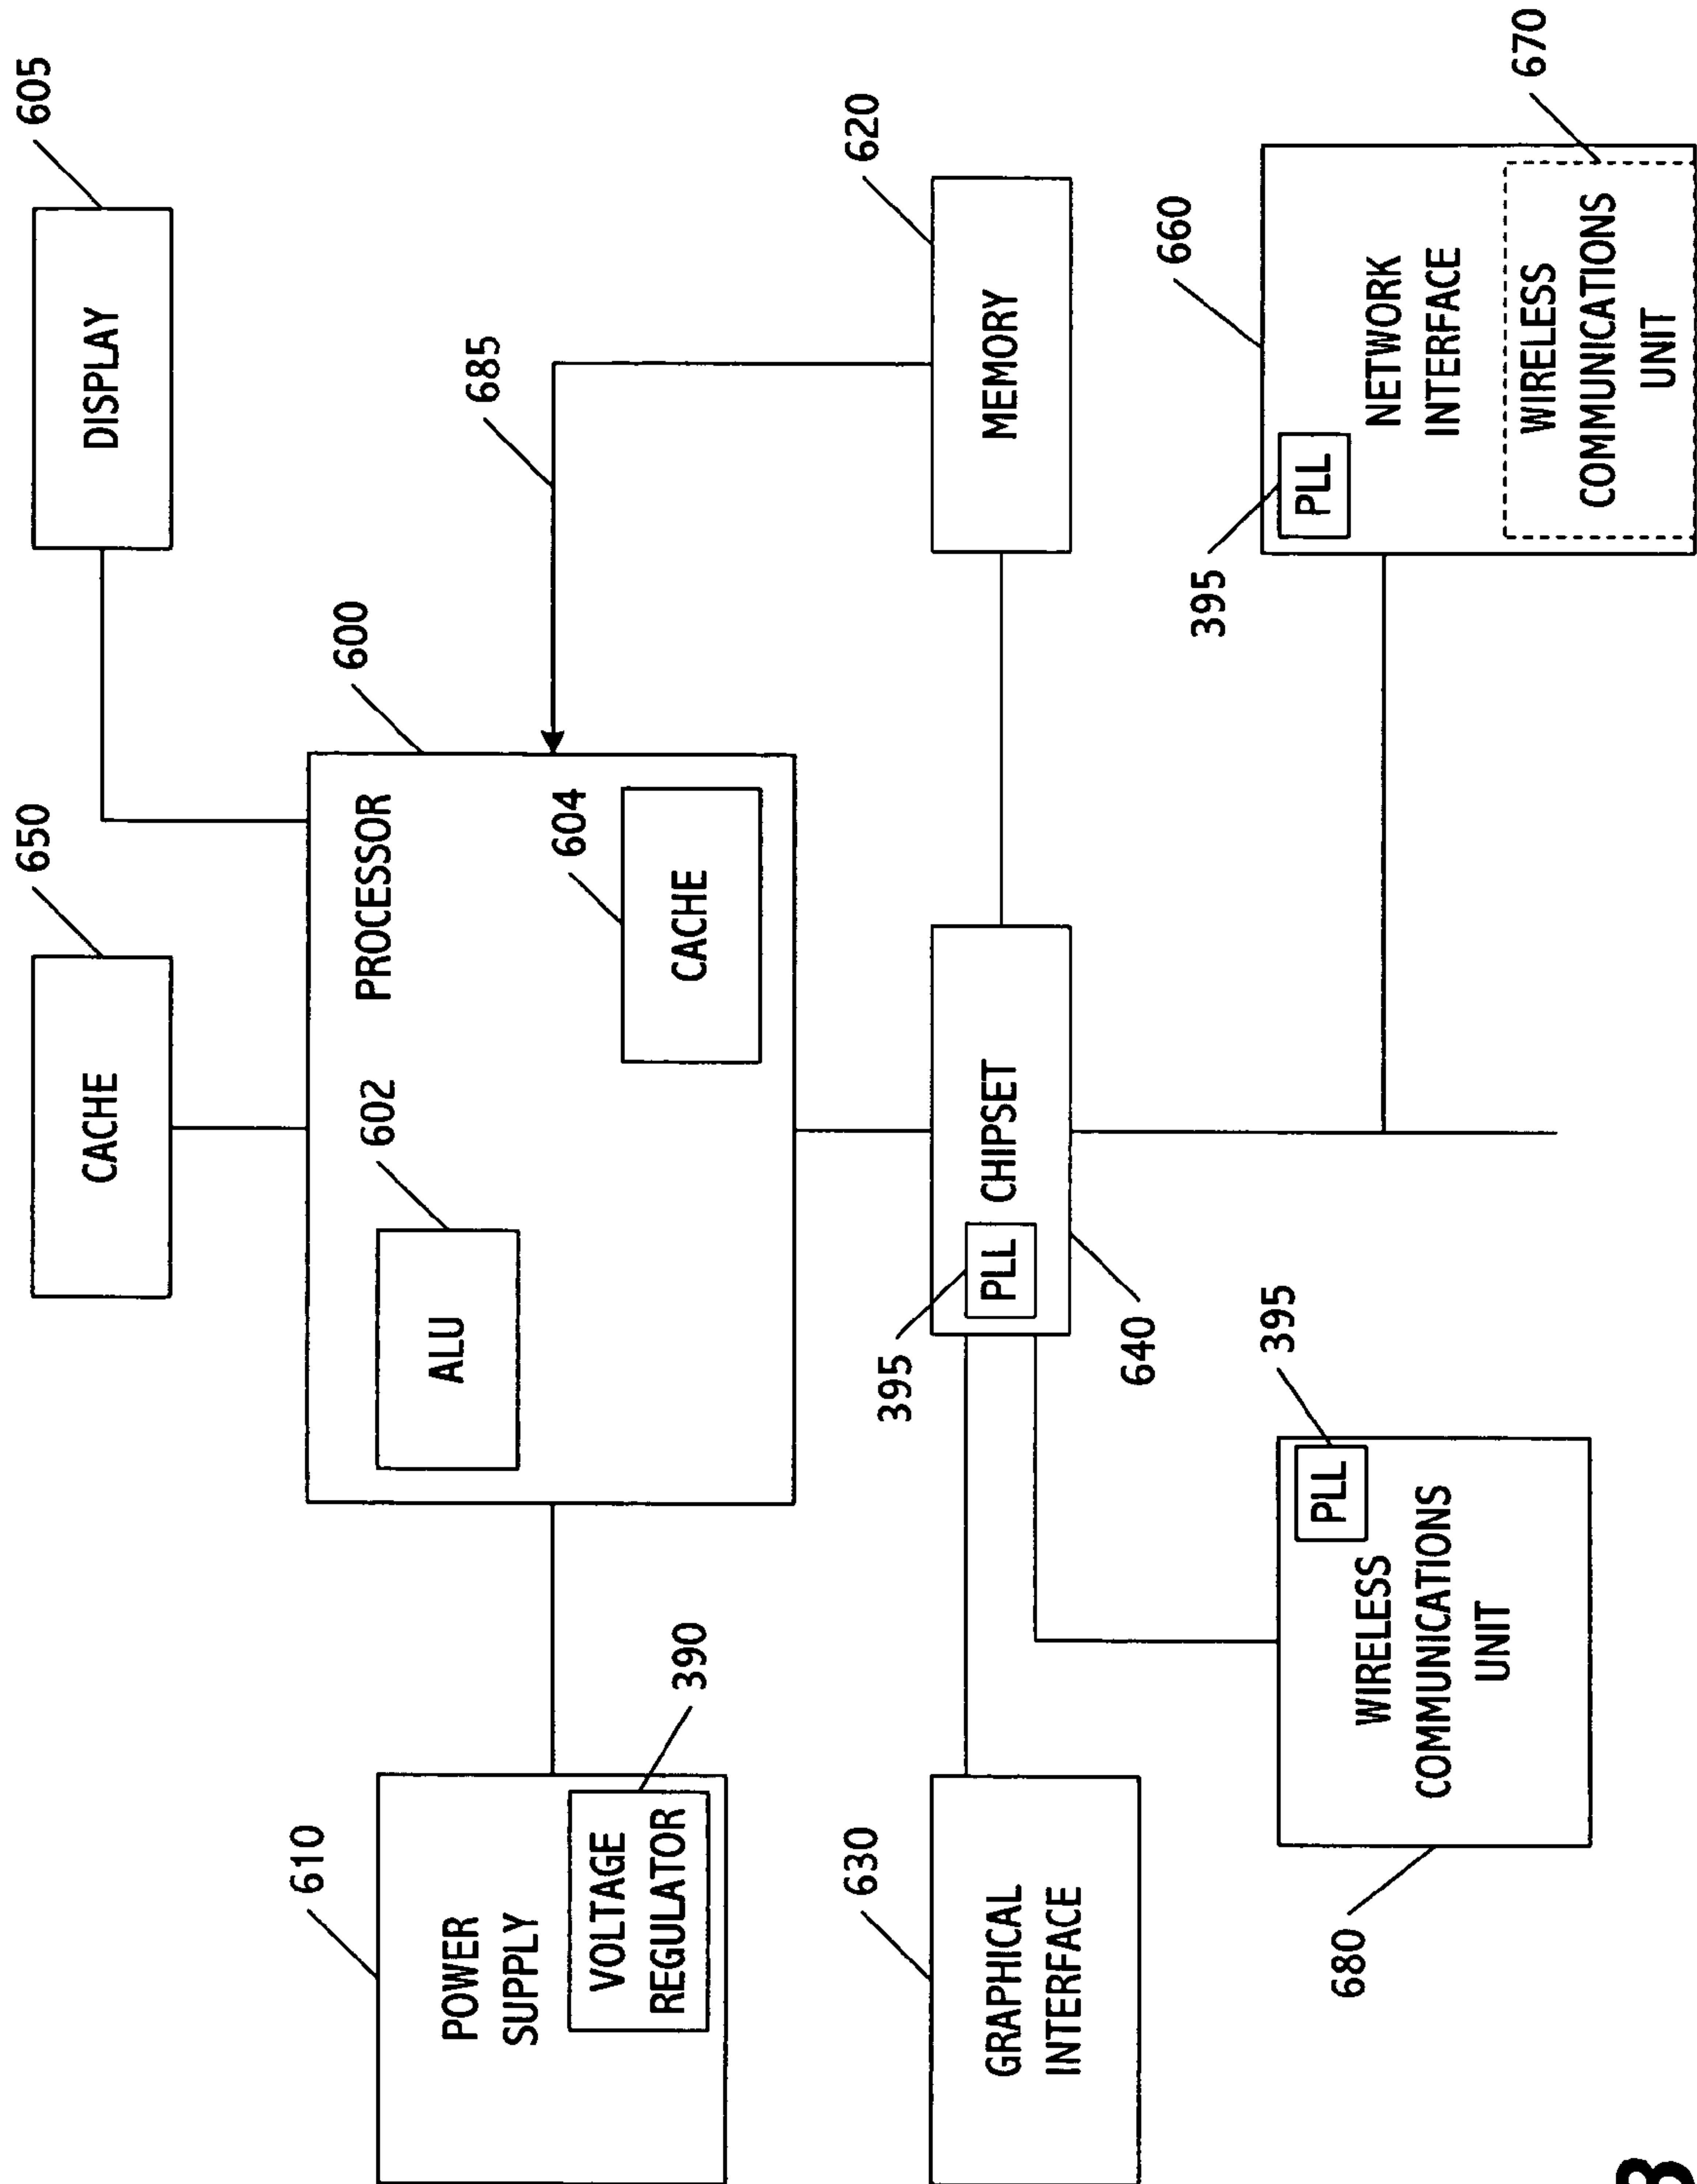 650
605
CACHE
DISPLAY
610
602
600
PROCESSOR
685
POWER
SUPPLY
ALU
604
VOLTAGE
REGULATOR
390
CACHE
630
395
620
GRAPHICAL
INTERFACE
PLL
CHIPSET
MEMORY
640
660
395
395
PLL
NETWORK
INTERFACE
680
PLL
WIRELESS
COMMUNICATIONS
UNIT
670
WIRELESS
COMMUNICATIONS
UNIT